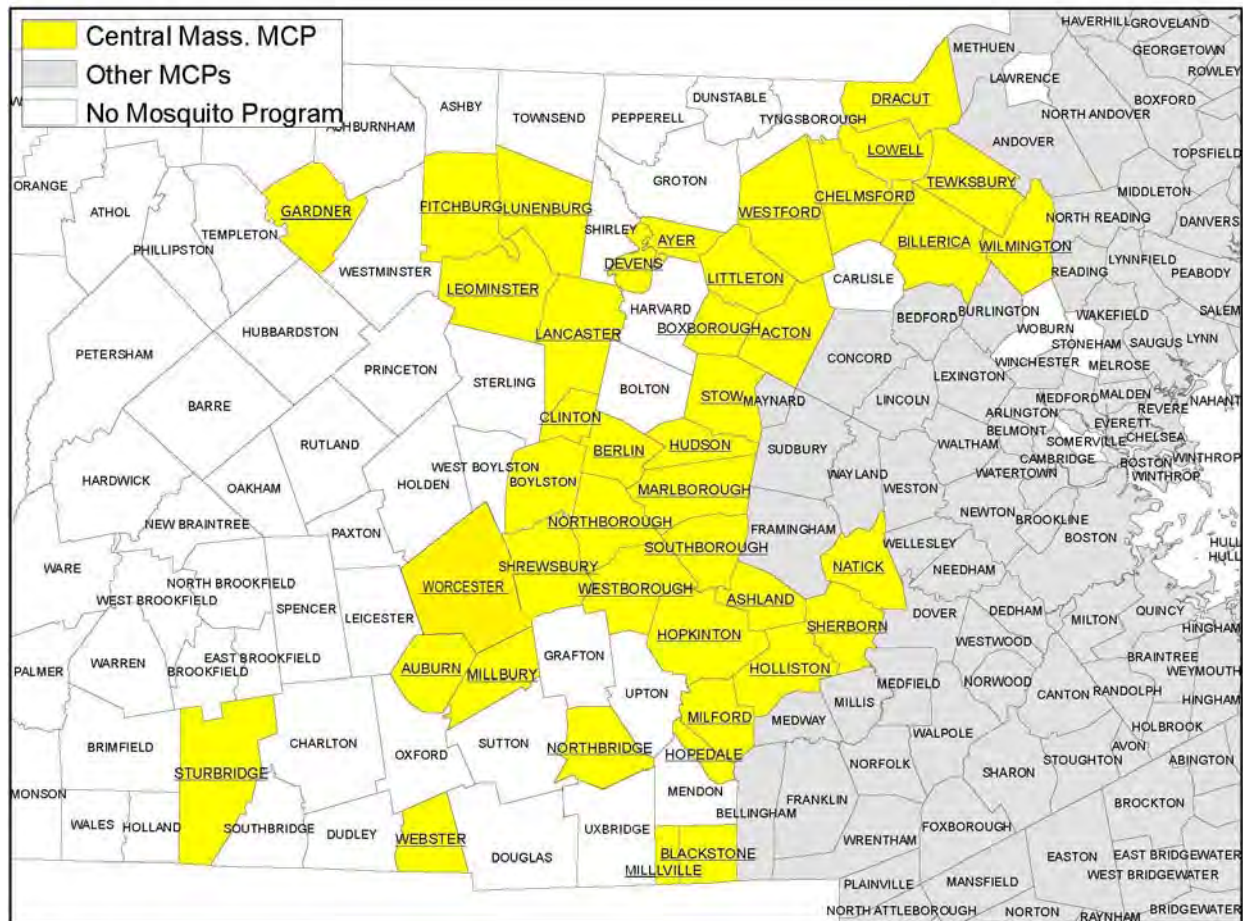 Central Mass. MCP
Other MCPs
No Mosquito Program
HAVERHILL
GROVELAND
METHUEN
GEORGETOWN
LAWRENCE
ROWLEY
DRACUT
DUNSTABLE
ASHBY
TOWNSEND
PEPPERELL
TYNGSBOROUGH
BOXFORD
NORTH ANDOVER
ASHBURNHAM
ANDOVER
LOWELL
TOPSFIELD
ORANGE
GROTON
TEWKSBURY
MIDDLETON
ATHOL
GARDNER
FITCHBURG
LUNENBURG
WESTFORD
CHELMSFORD
NORTH READING
DANVERS
TEMPLETON
SHIRLEY
AYER
BILLERICA
WILMINGTON
PHILLIPSTON
DEVENS
LYNNFIELD
WESTMINSTER
LITTLETON
CARLISLE
READING
PEABODY
LEOMINSTER
HARVARD
LANCASTER
BOXBOROUGH
ACTON
BEDFORD
BURLINGTON
WAKEFIELD
SALEM
HUBBARDSTON
WOBURN
STONEHAM
SAUGUS
LYNN
PETERSHAM
CONCORD
WINCHESTER
MELROSE
PRINCETON
STERLING
BOLTON
LEXINGTON
STOW
MAYNARD
LINCOLN
MEDFORD
MALDEN
NAHANT
BARRE
CLINTON
ARLINGTON
REVERE
BELMONT
EVERETT
RUTLAND
HUDSON
SUDBURY
WALTHAM
SOMERVILLE
CHELSEA
BERLIN
CAMBRIDGE
WINTHROP
WEST BOYLSTON
WAYLAND
WATERTOWN
BOSTON
WINTHROP
HARDWICK
OAKHAM
HOLDEN
BOYLSTON
MARLBOROUGH
WESTON
NEW BRAINTREE
NORTHBOROUGH
NEWTON
BROOKLINE
PAXTON
FRAMINGHAM
BOSTON
WARE
SOUTHBOROUGH
WELLESLEY
HULL
HULL
SHREWSBURY
NATICK
NEEDHAM
NORTH BROOKFIELD
WORCESTER
WESTBOROUGH
WEST BROOKFIELD
SPENCER
LEICESTER
ASHLAND
DOVER
DEDHAM
MILTON
QUINCY
SHERBORN
HINGHAM
HOPKINTON
WESTWOOD
PALMER
WARREN
EAST BROOKFIELD
GRAFTON
BRAINTREE
BROOKFIELD
AUBURN
MILLBURY
HOLLISTON
WEYMOUTH
MEDFIELD
NORWOOD
RANDOLPH
UPTON
CANTON
HINGHAM
MILLIS
MILFORD
MEDWAY
HOLBROOK
WALPOLE
BRIMFIELD
CHARLTON
OXFORD
SUTTON
NORTHBRIDGE
HOPEDALE
AVON
STOUGHTON
ABINGTON
STURBRIDGE
NORFOLK
SHARON
MONSON
MENDON
FRANKLIN
BROCKTON
BELLINGHAM
WALES
HOLLAND
SOUTHBRIDGE
DUDLEY
WEBSTER
UXBRIDGE
FOXBOROUGH
WRENTHAM
DOUGLAS
BLACKSTONE
EASTON
EAST BRIDGEWATER
MILLLVILLE
WEST BRIDGEWATER
PLAINVILLE
MANSFIELD
NORTH ATTLEBOROUGH
NORTON
RAYNHAM
BRIDGEWATER